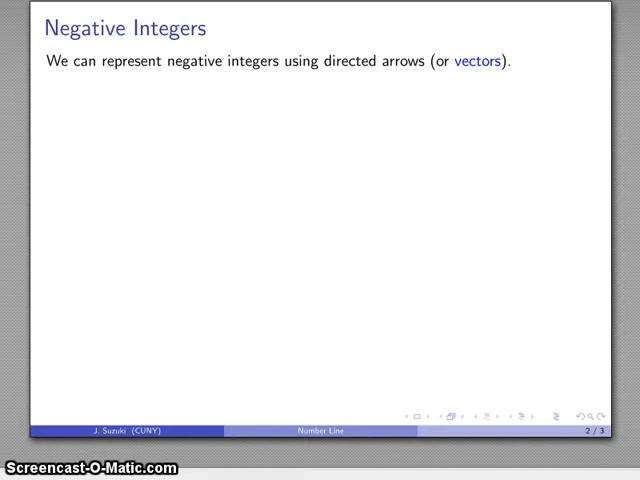 Negative Integers
We can represent negative integers using directed arrows (or vectors).
J. Suzuki (CUNY)
Number Line
2 / 3
Screencast-O-Matic.com